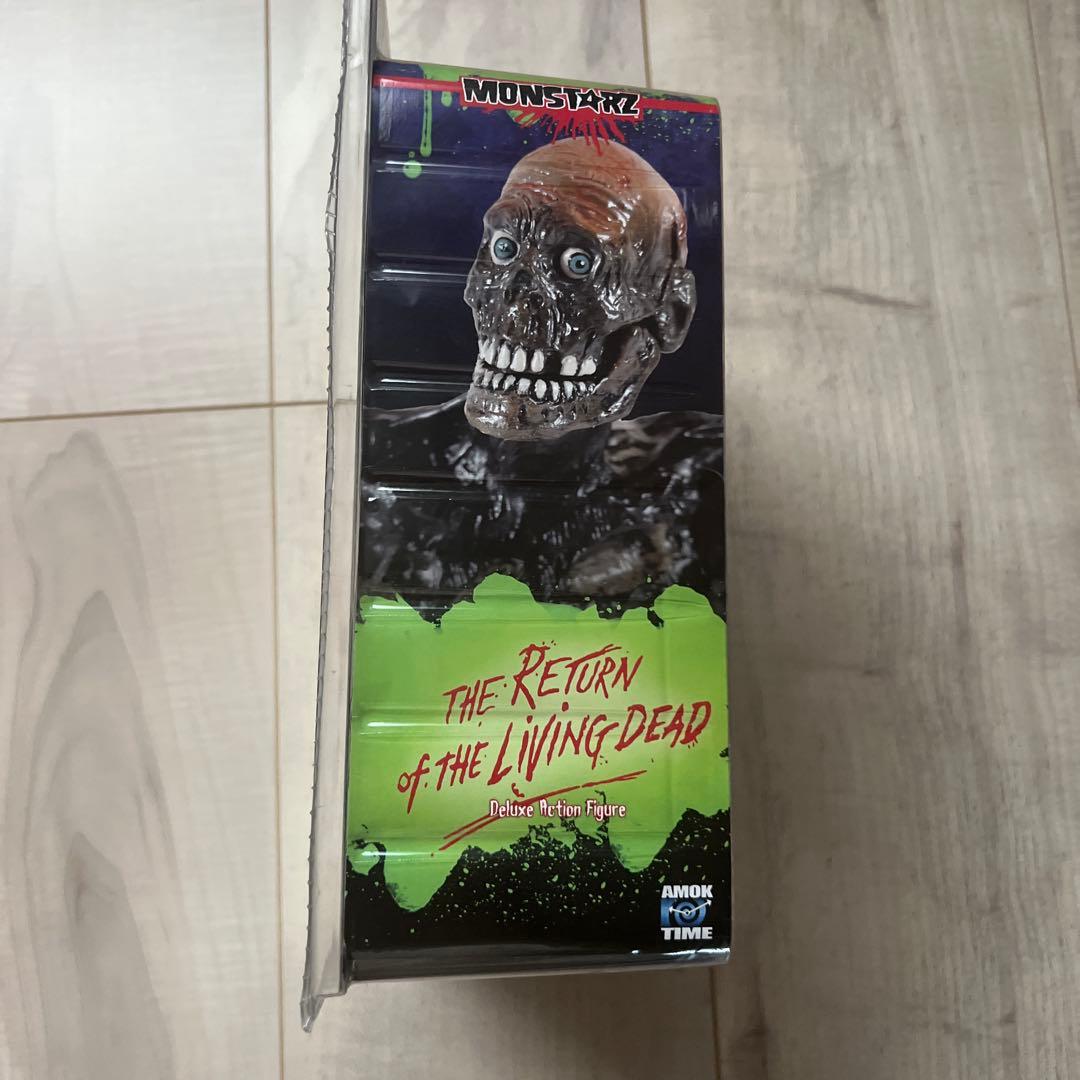 MONSTARZ
THE RETURN
of THE LIVING DEAD
Deluxe Action Figure
AMOK
TIME